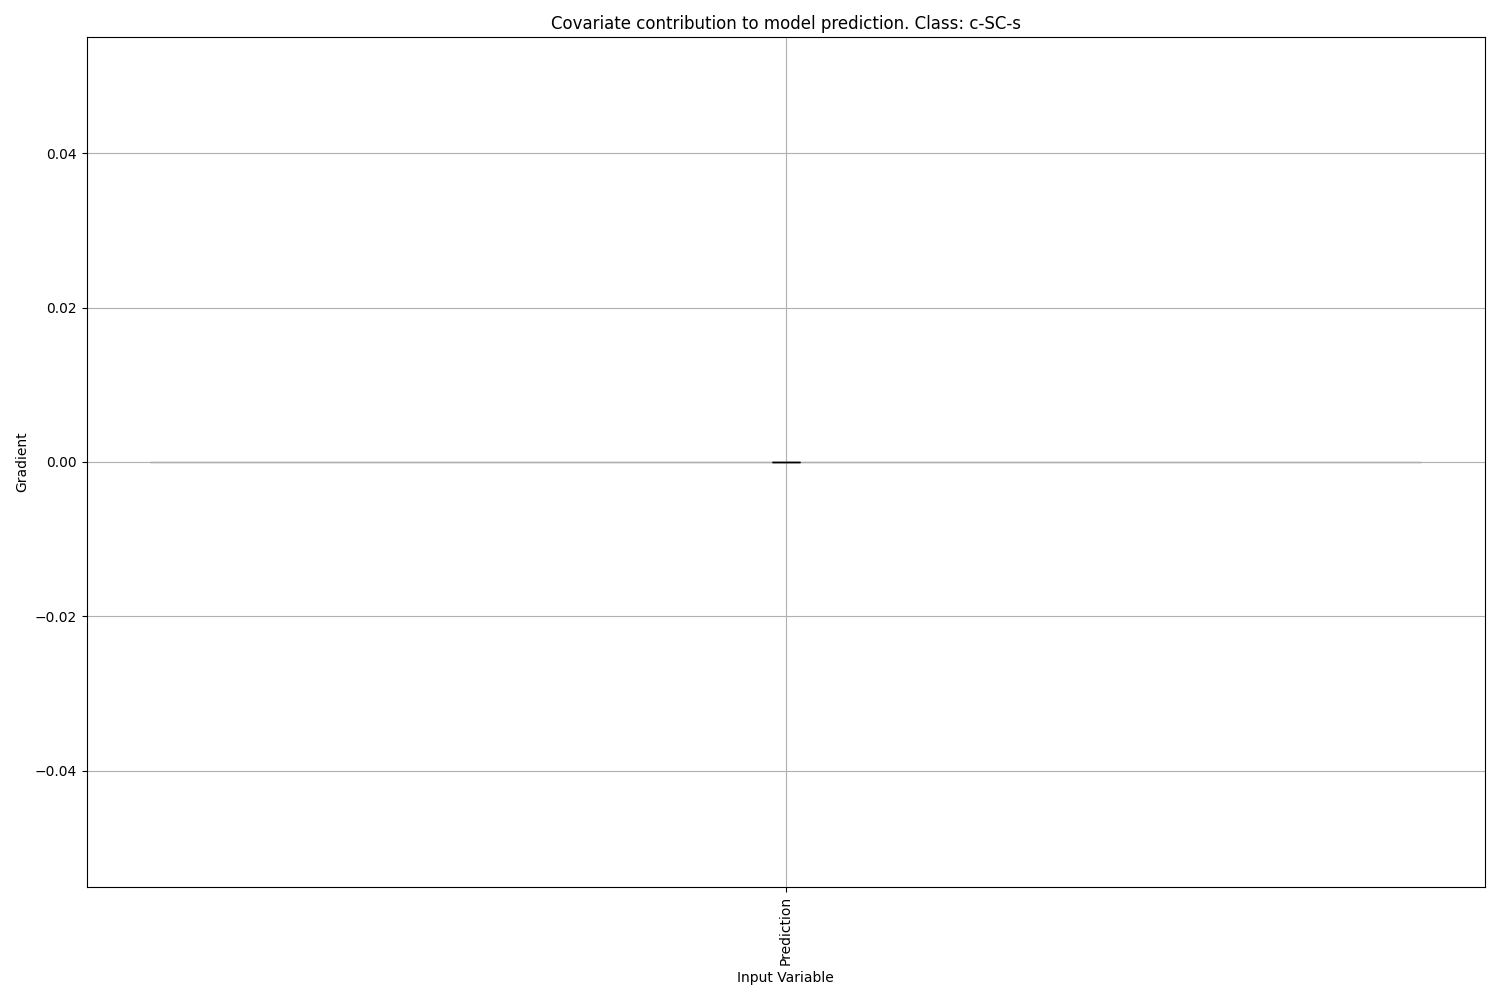 Covariate contribution to model prediction. Class: c-SC-s
0.04
0.02
0.00
−0.02
−0.04
Gradient
Prediction
Input Variable